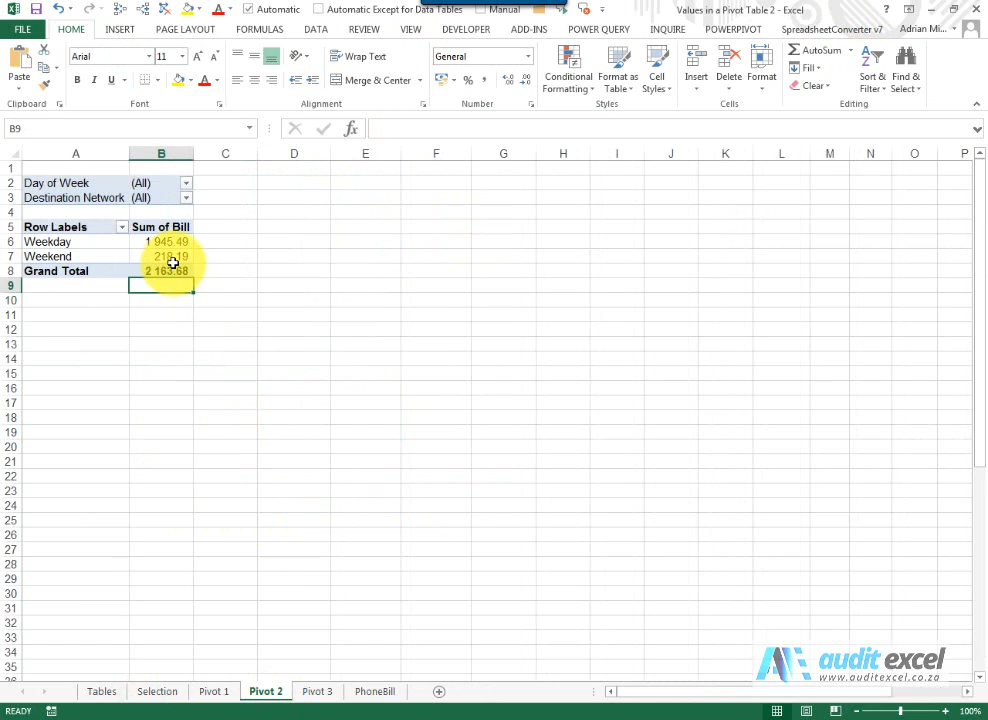 Automatic Automatic Except for Data Tables Manual Values in a Pivot Table 2 - Excel
FILE HOME INSERT PAGE LAYOUT FORMULAS DATA REVIEW VIEW DEVELOPER ADD-INS POWER QUERY INQUIRE POWERPIVOT SpreadsheetConverter v7 Adrian Mi...
Arial 11 Wrap Text General AutoSum
Paste B I U Merge & Center % Conditional Formatting Format as Table Cell Styles Insert Delete Format Fill Clear Sort & Filter Find & Select
Clipboard Font Alignment Number Styles Cells Editing
B9 fx
A B C D E F G H I J K L M N O P
1
2 Day of Week (All)
3 Destination Network (All)
4
5 Row Labels Sum of Bill
6 Weekday 1 945.49
7 Weekend 218.19
8 Grand Total 2 163.68
9
10
11
12
13
14
15
16
17
18
19
20
21
22
23
24
25
26
27
28
29
30
31
32
33
34
35
audit excel
www.auditexcel.co.za
Tables Selection Pivot 1 Pivot 2 Pivot 3 PhoneBill
READY 100%